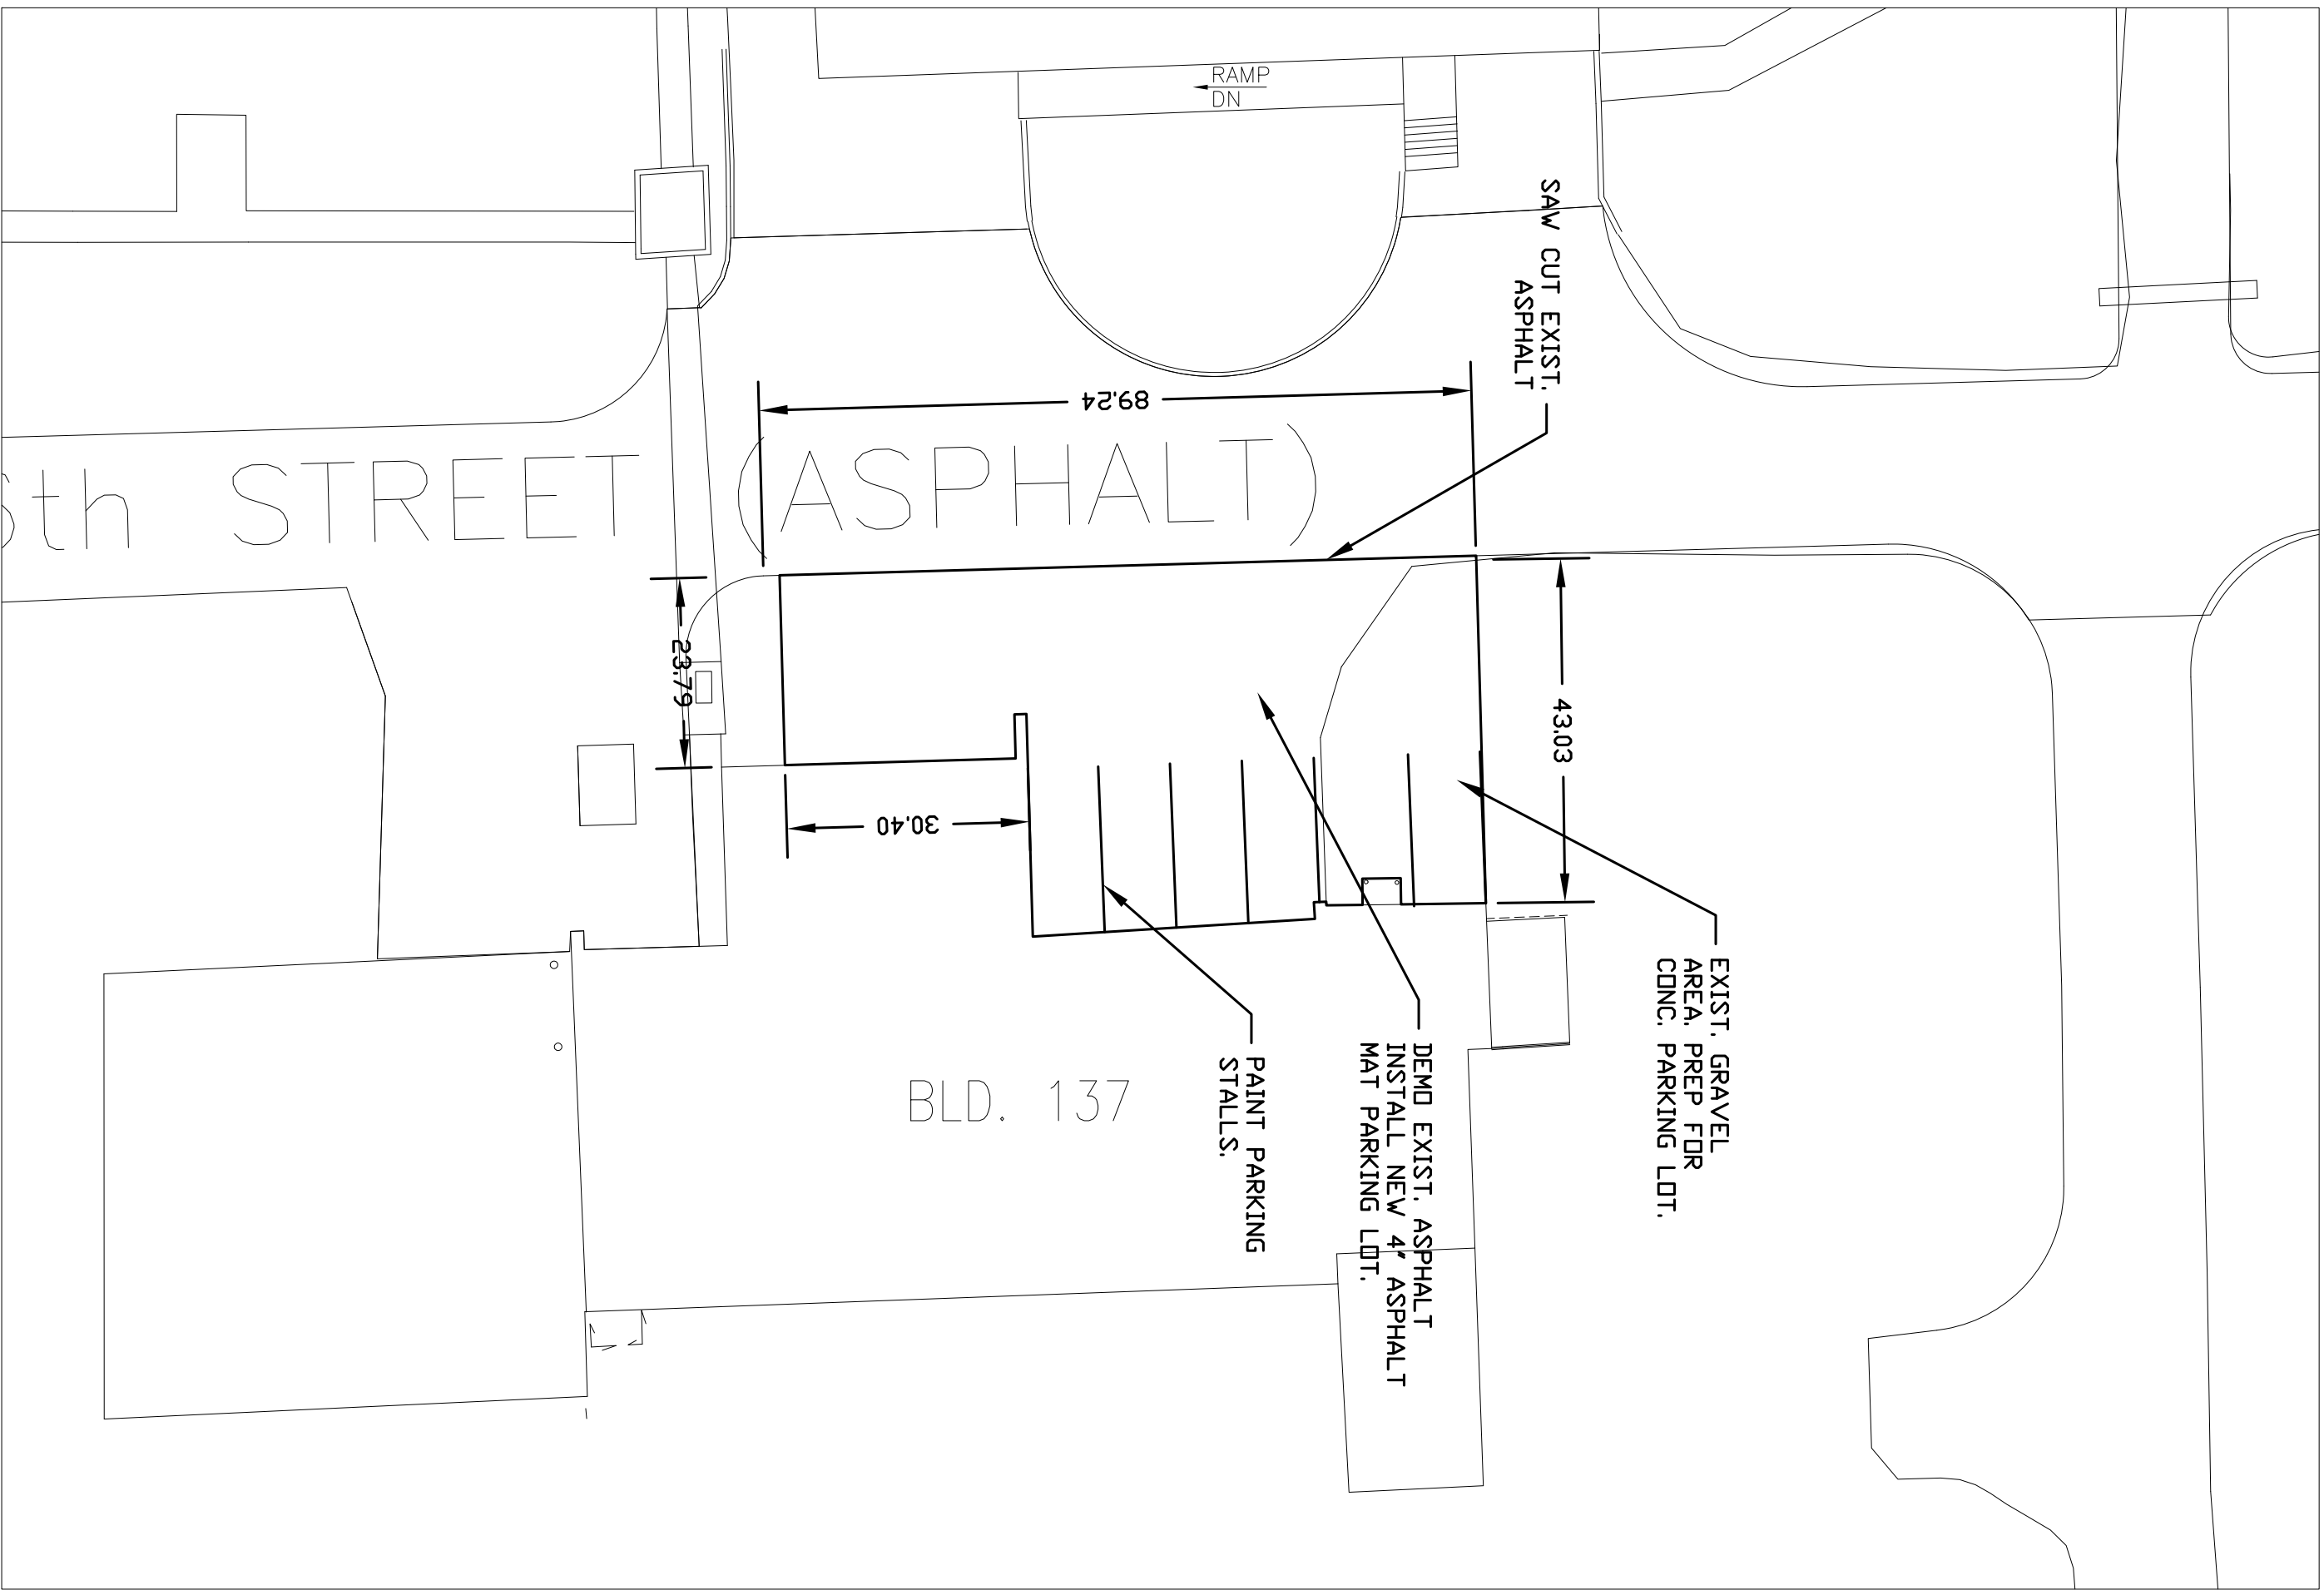 RAMP
DN
SAW CUT EXIST.
ASPHALT
89.24
STREET (ASPHALT)
23.79
43.03
30.40
EXIST. GRAVEL
AREA. PREP FOR
CONC. PARKING LOT.
DEMO EXIST. ASPHALT
INSTALL NEW 4" ASPHALT
MAT PARKING LOT.
PAINT PARKING
STALLS.
BLD. 137